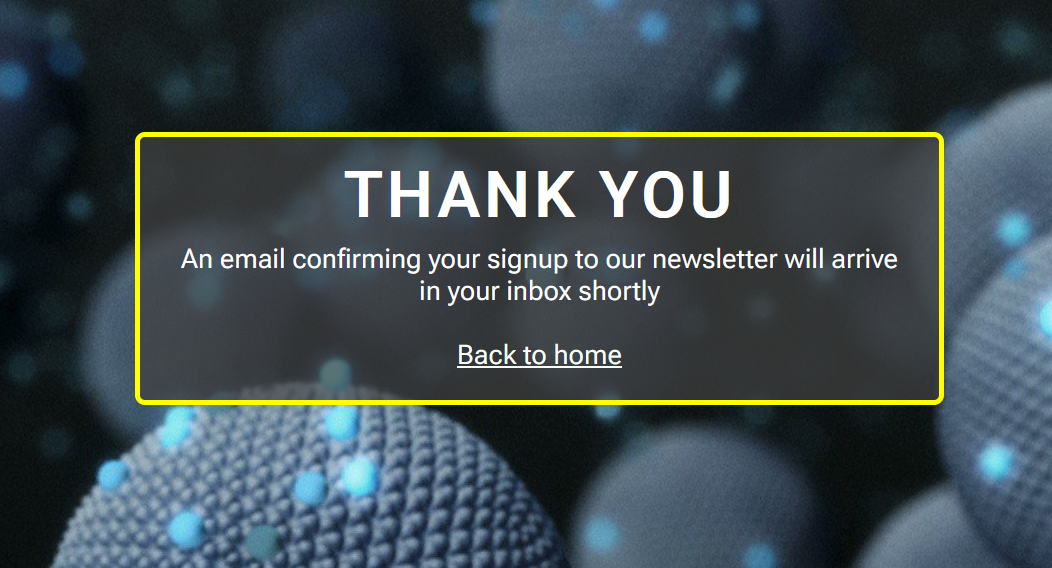 THANK YOU
An email confirming your signup to our newsletter will arrive
in your inbox shortly
Back to home